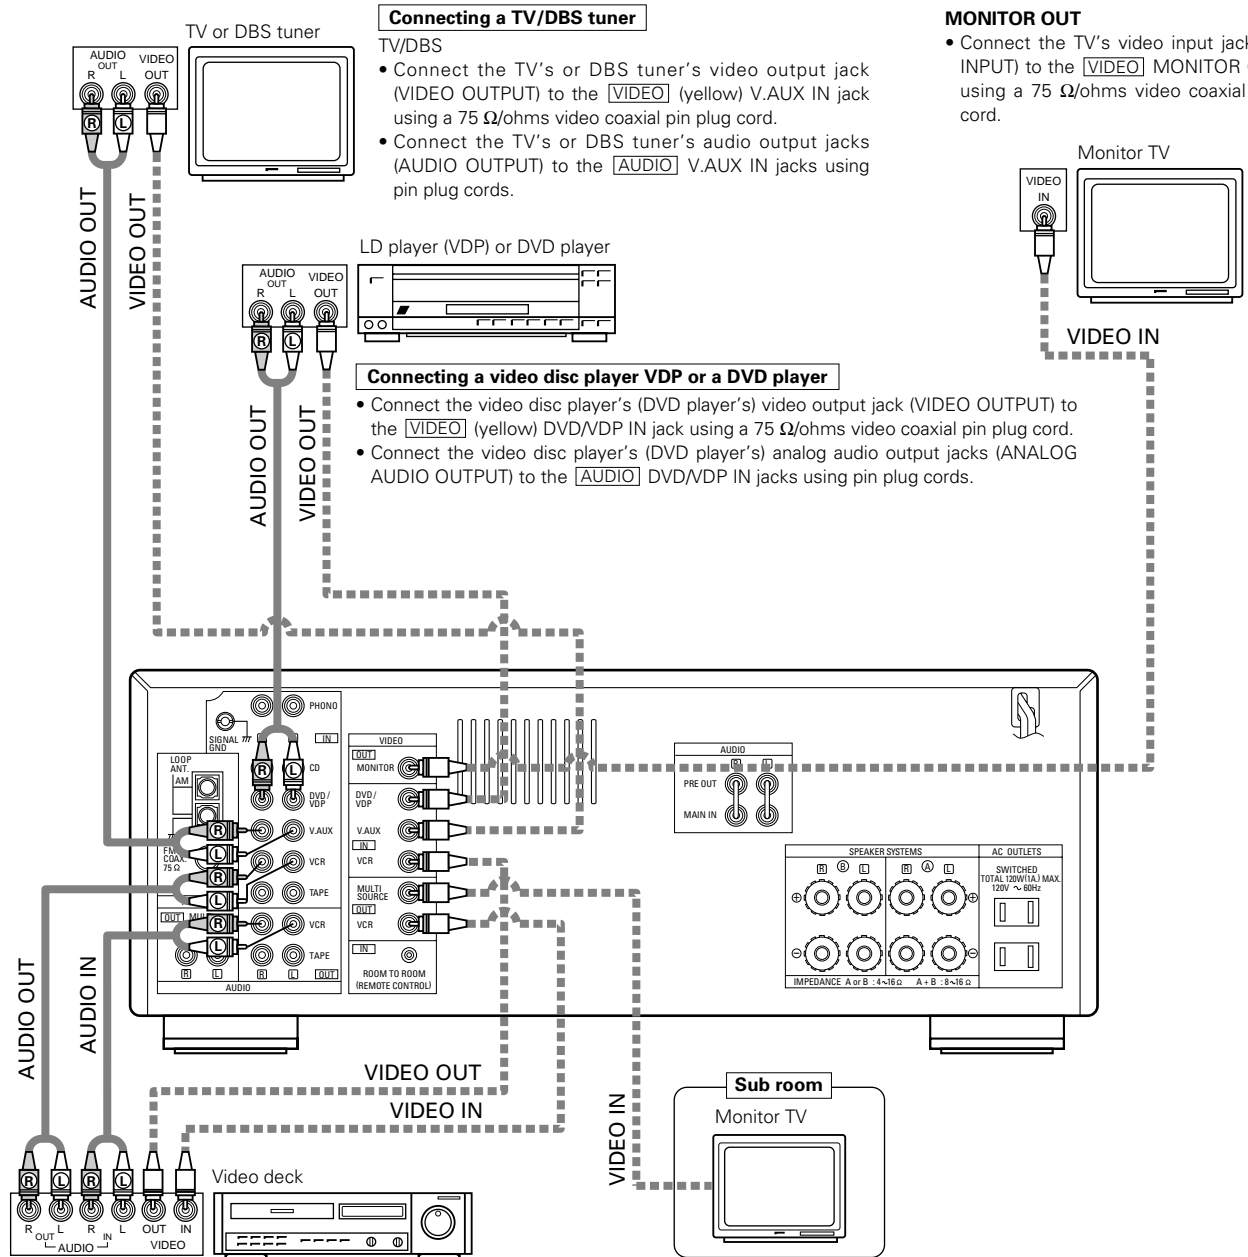 Connecting a TV/DBS tuner
TV/DBS
• Connect the TV's or DBS tuner's video output jack
(VIDEO OUTPUT) to the VIDEO (yellow) V.AUX IN jack
using a 75 Ω/ohms video coaxial pin plug cord.
• Connect the TV's or DBS tuner's audio output jacks
(AUDIO OUTPUT) to the AUDIO V.AUX IN jacks using
pin plug cords.
MONITOR OUT
• Connect the TV's video input jack
INPUT) to the VIDEO MONITOR
using a 75 Ω/ohms video coaxial
cord.
TV or DBS tuner
AUDIO
OUT
R L
VIDEO
OUT
R L
AUDIO OUT
VIDEO OUT
Monitor TV
VIDEO
IN
VIDEO IN
LD player (VDP) or DVD player
AUDIO
OUT
R L
VIDEO
OUT
R L
AUDIO OUT
VIDEO OUT
Connecting a video disc player VDP or a DVD player
• Connect the video disc player's (DVD player's) video output jack (VIDEO OUTPUT) to
the VIDEO (yellow) DVD/VDP IN jack using a 75 Ω/ohms video coaxial pin plug cord.
• Connect the video disc player's (DVD player's) analog audio output jacks (ANALOG
AUDIO OUTPUT) to the AUDIO DVD/VDP IN jacks using pin plug cords.
SIGNAL
GND
PHONO
IN
LOOP
ANT.
AM
R L
CD
DVD /
VDP
R
V.AUX
L
FM
COAX.
75 Ω
R
VCR
L
TAPE
OUT
R
VCR
L
TAPE
R L
R L
OUT
AUDIO
VIDEO
OUT
MONITOR
DVD /
VDP
V.AUX
IN
VCR
MULTI
SOURCE
OUT
VCR
IN
ROOM TO ROOM
(REMOTE CONTROL)
AUDIO
R L
PRE OUT
MAIN IN
SPEAKER SYSTEMS
R B L
R A L
⊕ ⊕
⊖ ⊖
IMPEDANCE A or B : 4~16 Ω A + B : 8~16 Ω
AC OUTLETS
SWITCHED
TOTAL 120W(1A.) MAX.
120V ~ 60Hz
AUDIO OUT
AUDIO IN
VIDEO OUT
VIDEO IN
VIDEO IN
Sub room
Monitor TV
Video deck
R L R L
R L R L
OUT IN
AUDIO
OUT IN
VIDEO